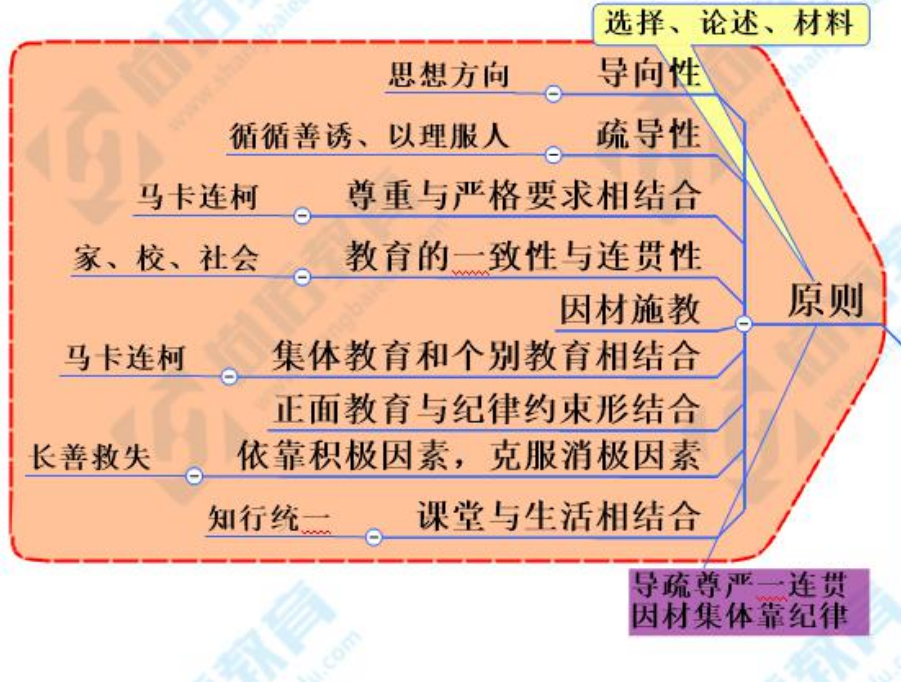 选择、论述、材料
思想方向 导向性
循循善诱、以理服人 疏导性
马卡连柯 尊重与严格要求相结合
家、校、社会 教育的一致性与连贯性
因材施教
原则
马卡连柯 集体教育和个别教育相结合
正面教育与纪律约束形结合
长善救失 依靠积极因素，克服消极因素
知行统一 课堂与生活相结合
导疏尊严一连贯
因材集体靠纪律